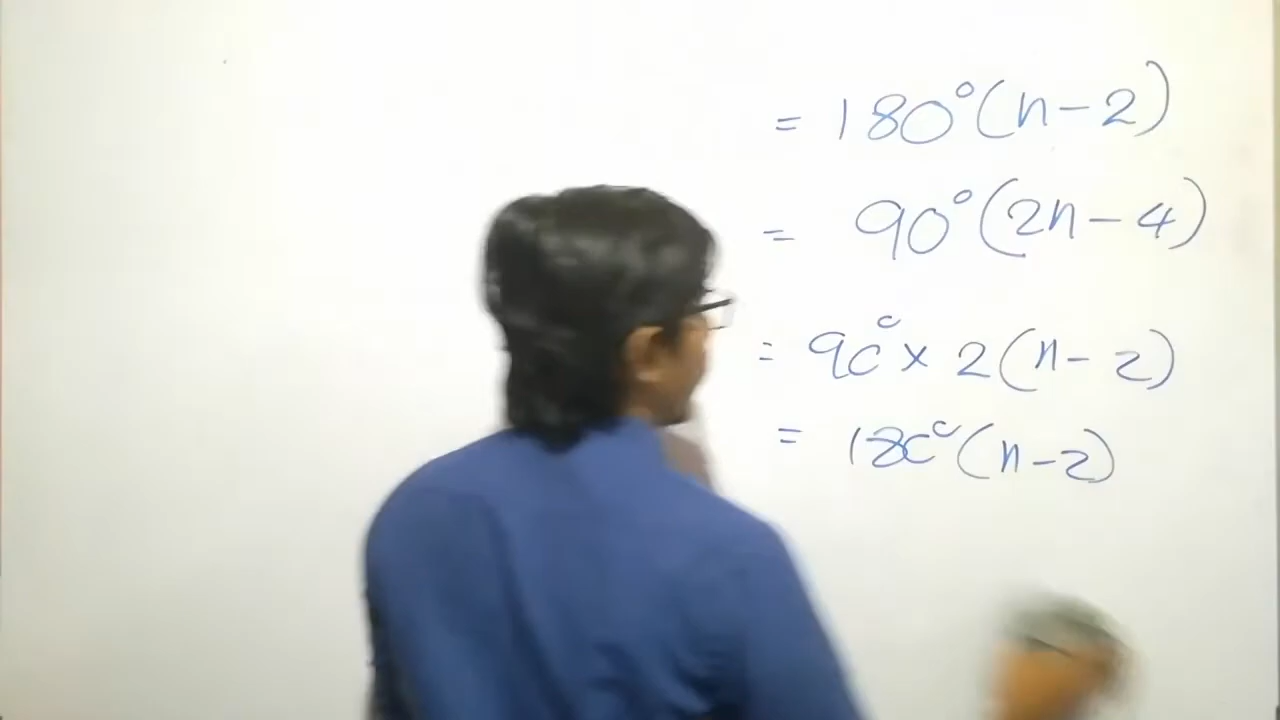 = 180°(n-2)
= 90°(2n-4)
= 90° × 2(n-2)
= 180°(n-2)